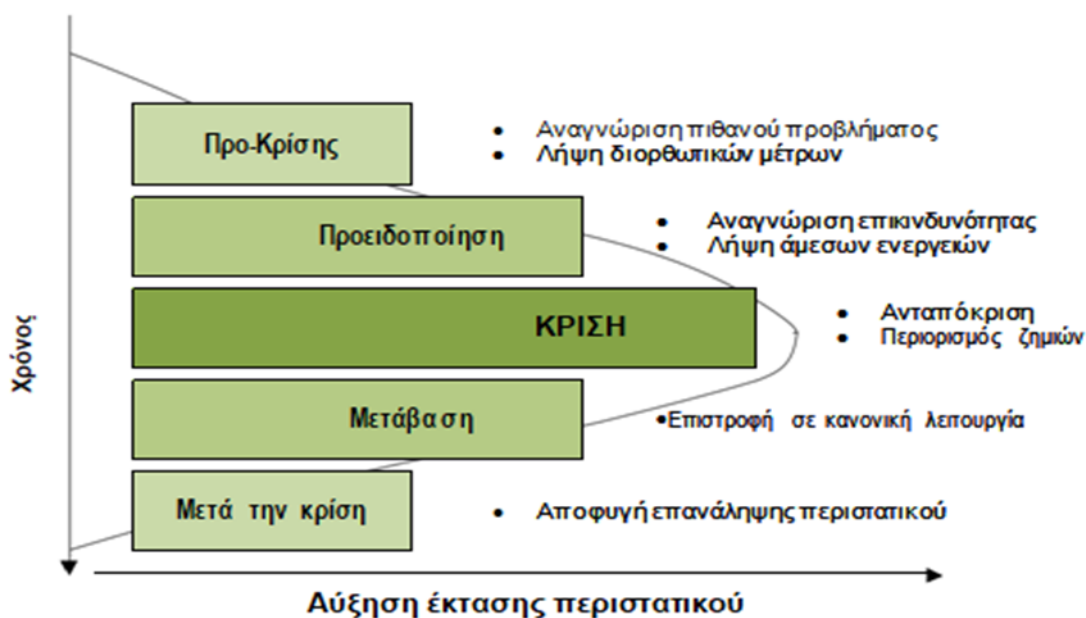 Προ-Κρίσης
• Αναγνώριση πιθανού προβλήματος
• Λήψη διορθωτικών μέτρων
Προειδοποίηση
• Αναγνώριση επικινδυνότητας
• Λήψη άμεσων ενεργειών
ΚΡΙΣΗ
• Ανταπόκριση
• Περιορισμός ζημιών
Μετάβαση
•Επιστροφή σε κανονική λειτουργία
Μετά την κρίση
• Αποφυγή επανάληψης περιστατικού
Χρόνος
Αύξηση έκτασης περιστατικού